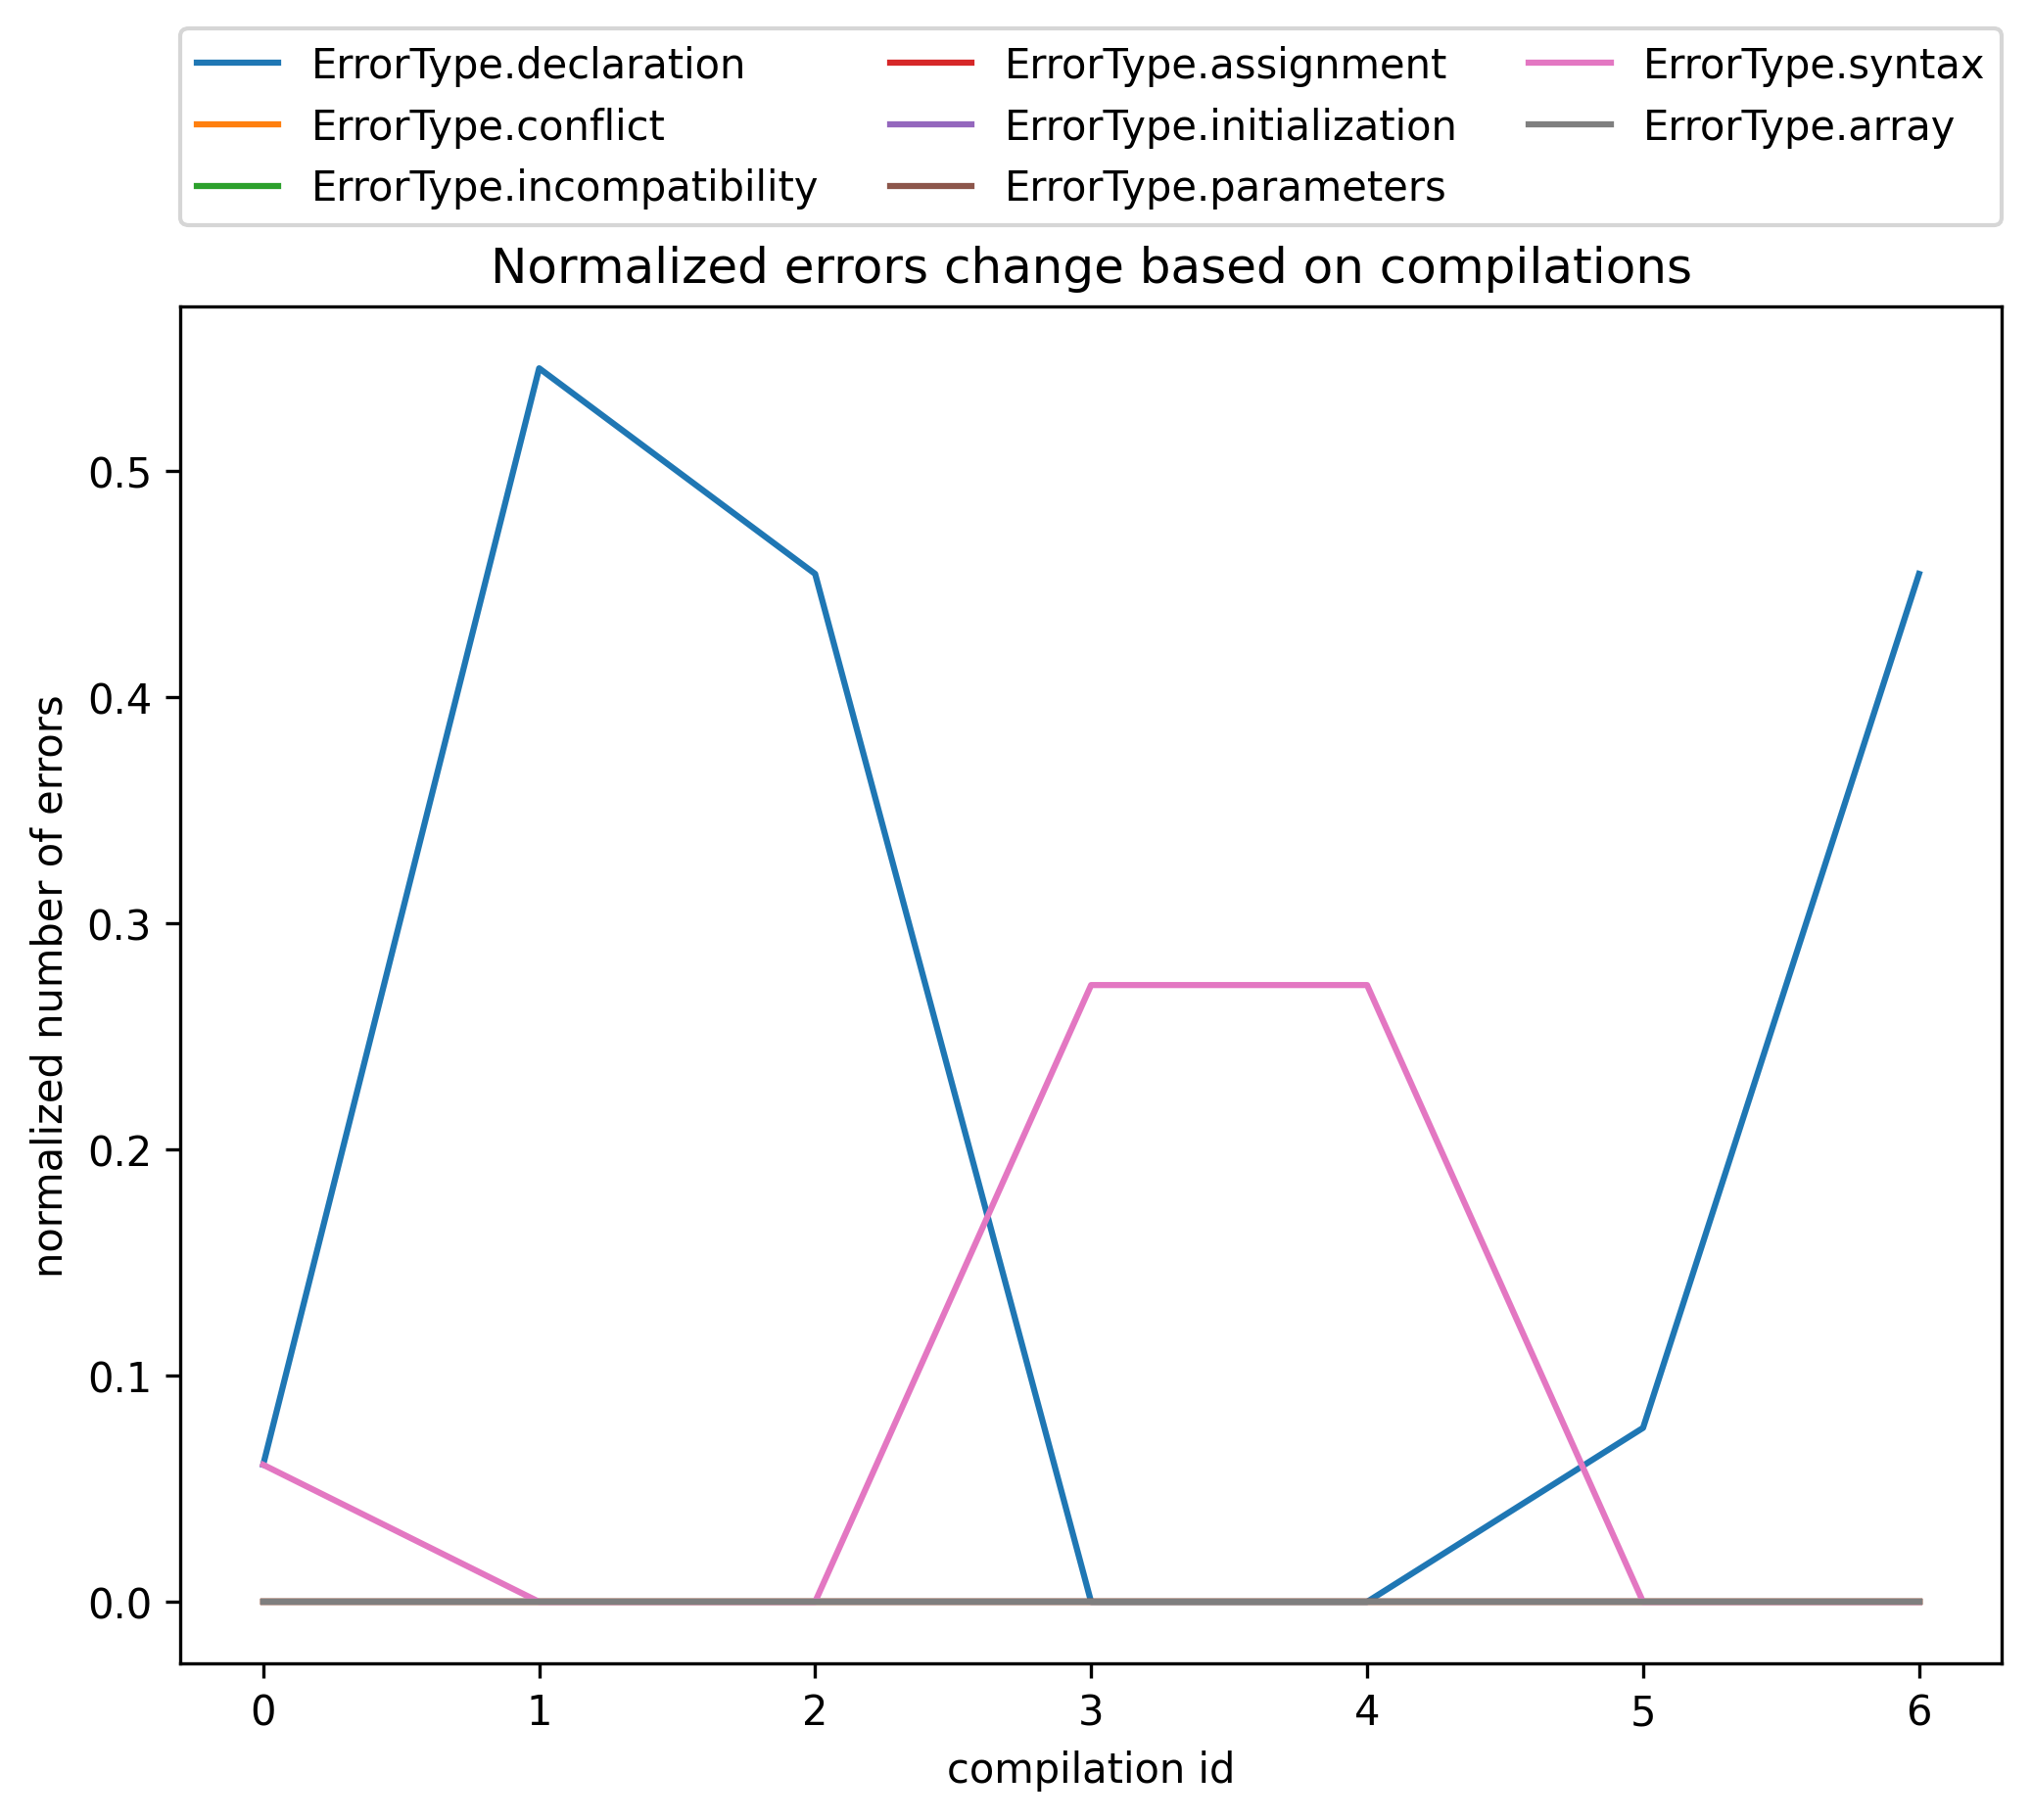 ErrorType.declaration
ErrorType.conflict
ErrorType.incompatibility
ErrorType.assignment
ErrorType.initialization
ErrorType.parameters
ErrorType.syntax
ErrorType.array
Normalized errors change based on compilations
normalized number of errors
0.5
0.4
0.3
0.2
0.1
0.0
0 1 2 3 4 5 6
compilation id